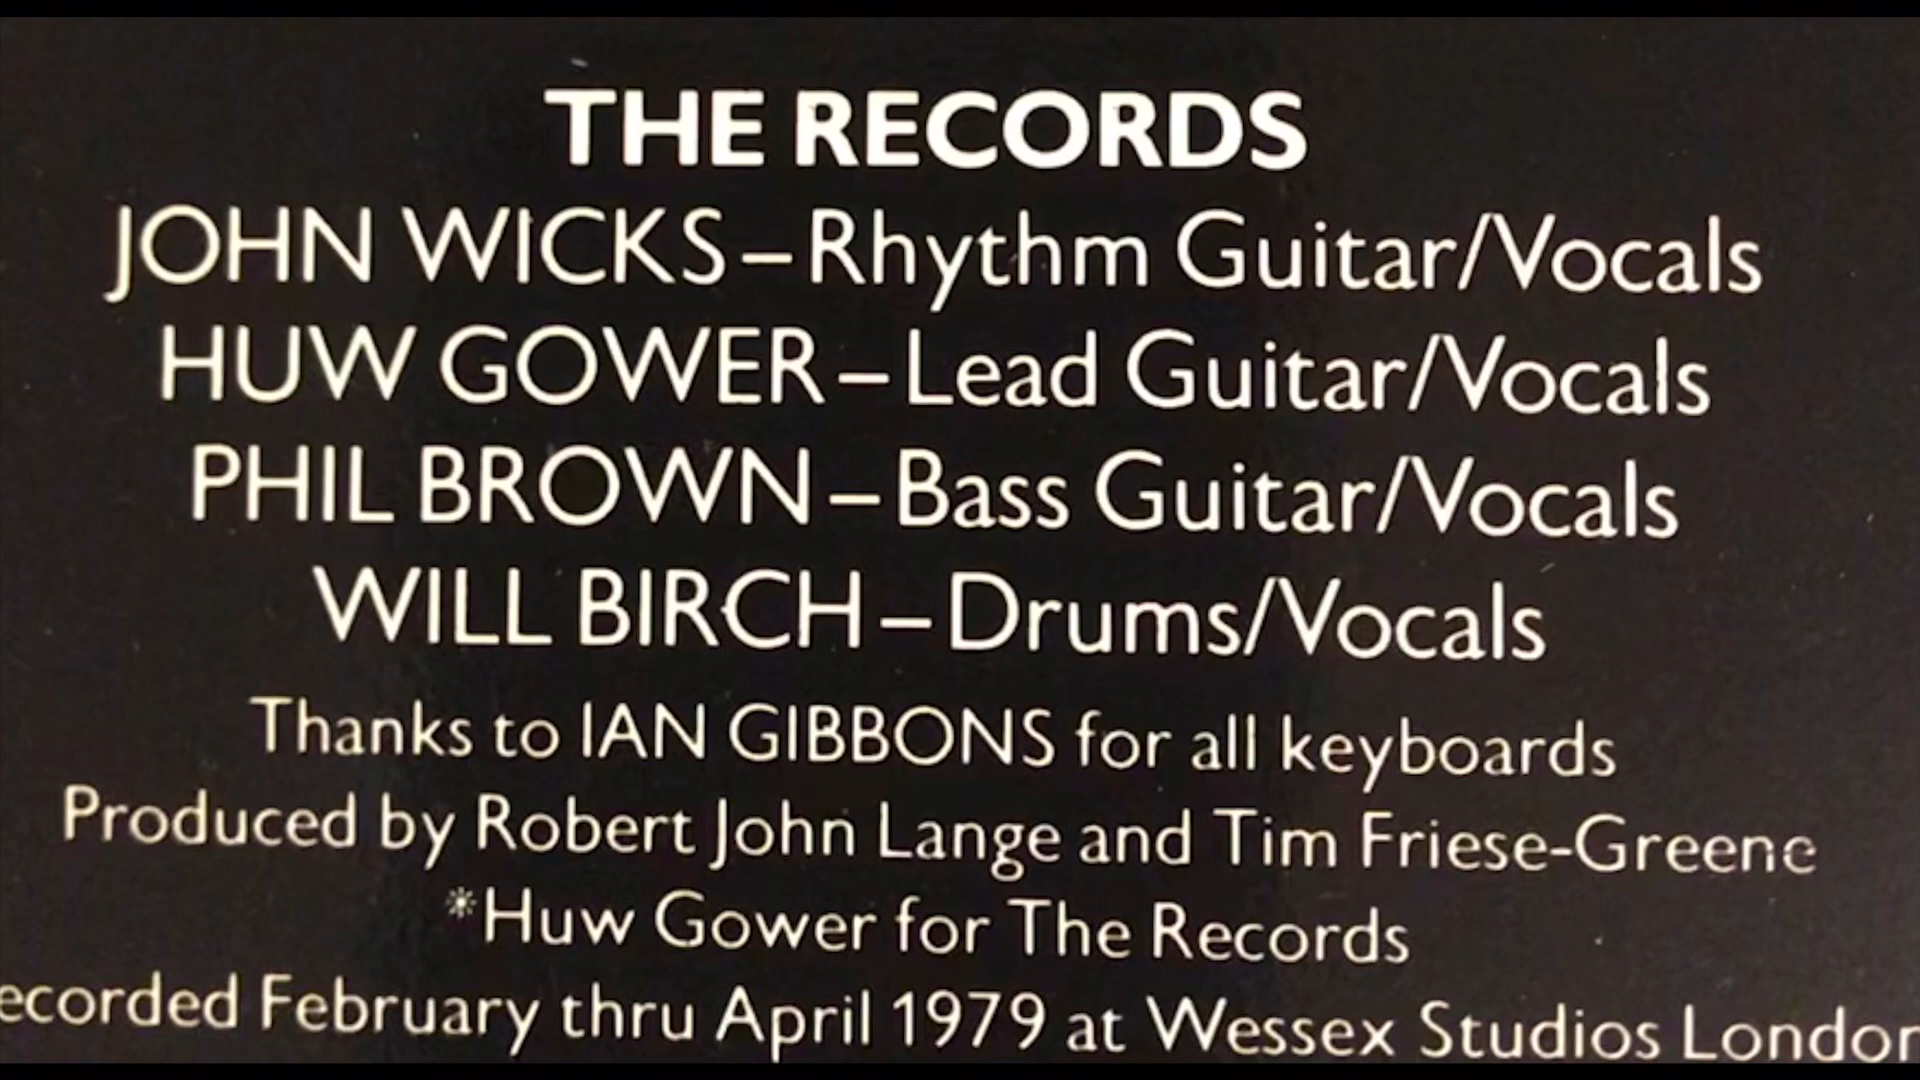 THE RECORDS
JOHN WICKS–Rhythm Guitar/Vocals
HUW GOWER–Lead Guitar/Vocals
PHIL BROWN–Bass Guitar/Vocals
WILL BIRCH–Drums/Vocals
Thanks to IAN GIBBONS for all keyboards
Produced by Robert John Lange and Tim Friese-Greene
*Huw Gower for The Records
ecorded February thru April 1979 at Wessex Studios London